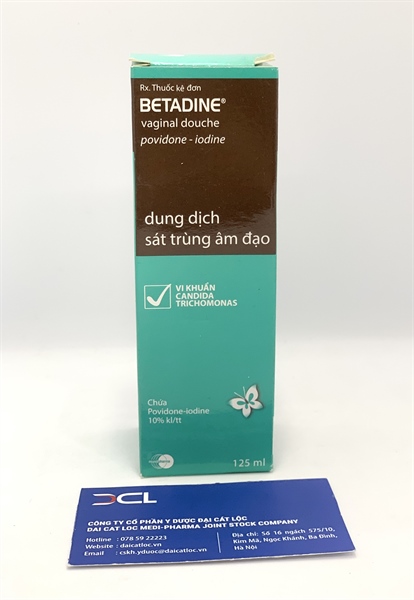 Rx. Thuốc kê đơn
BETADINE®
vaginal douche
povidone - iodine
dung dịch
sát trùng âm đạo
VI KHUẨN
CANDIDA
TRICHOMONAS
Chứa
Povidone-iodine
10% kl/tt
125 ml
DCL
CÔNG TY CỔ PHẦN Y DƯỢC ĐẠI CÁT LỘC
DAI CAT LOC MEDI-PHARMA JOINT STOCK COMPANY
Hotline : 078 59 22223
Website : daicatloc.vn
Email : cskh.yduoc@daicatloc.vn
Địa chỉ: Số 16 ngách 575/10,
Kim Mã, Ngọc Khánh, Ba Đình,
Hà Nội